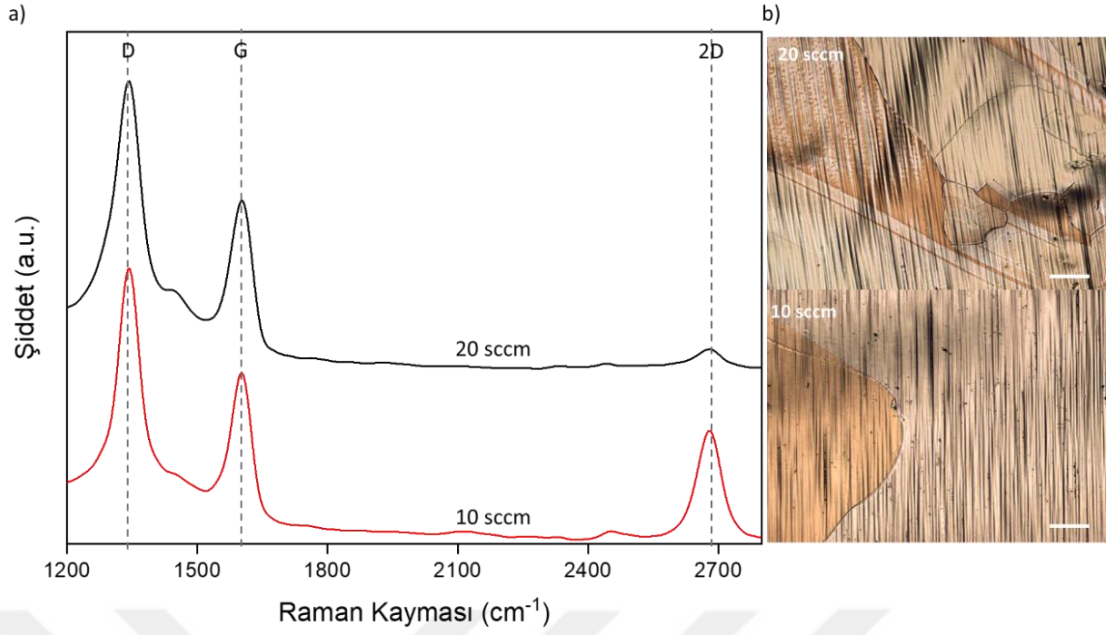 a)
b)
D
G
2D
20 sccm
10 sccm
Şiddet (a.u.)
1200
1500
1800
2100
2400
2700
Raman Kayması (cm⁻¹)
20 sccm
10 sccm